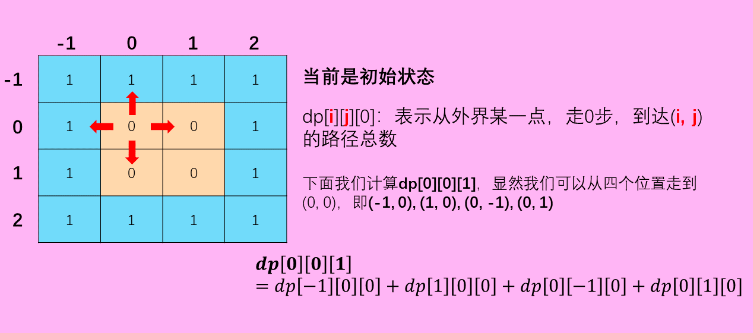 -1 0 1 2
-1 1 1 1 1
0 1 0 0 1
1 1 0 0 1
2 1 1 1 1
当前是初始状态
dp[i][j][0]：表示从外界某一点，走0步，到达(i, j)
的路径总数
下面我们计算dp[0][0][1]，显然我们可以从四个位置走到
(0, 0)，即(-1, 0), (1, 0), (0, -1), (0, 1)
dp[0][0][1]
= dp[−1][0][0] + dp[1][0][0] + dp[0][−1][0] + dp[0][1][0]